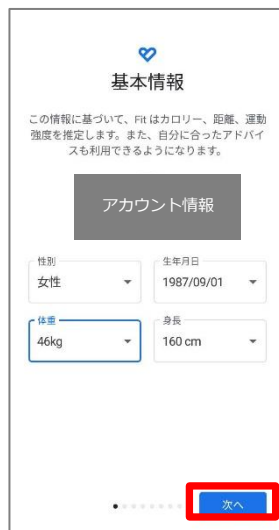 基本情報
この情報に基づいて、Fit はカロリー、距離、運動
強度を推定します。また、自分に合ったアドバイ
スも利用できるようになります。
アカウント情報
性別
女性
生年月日
1987/09/01
体重
46kg
身長
160 cm
次へ